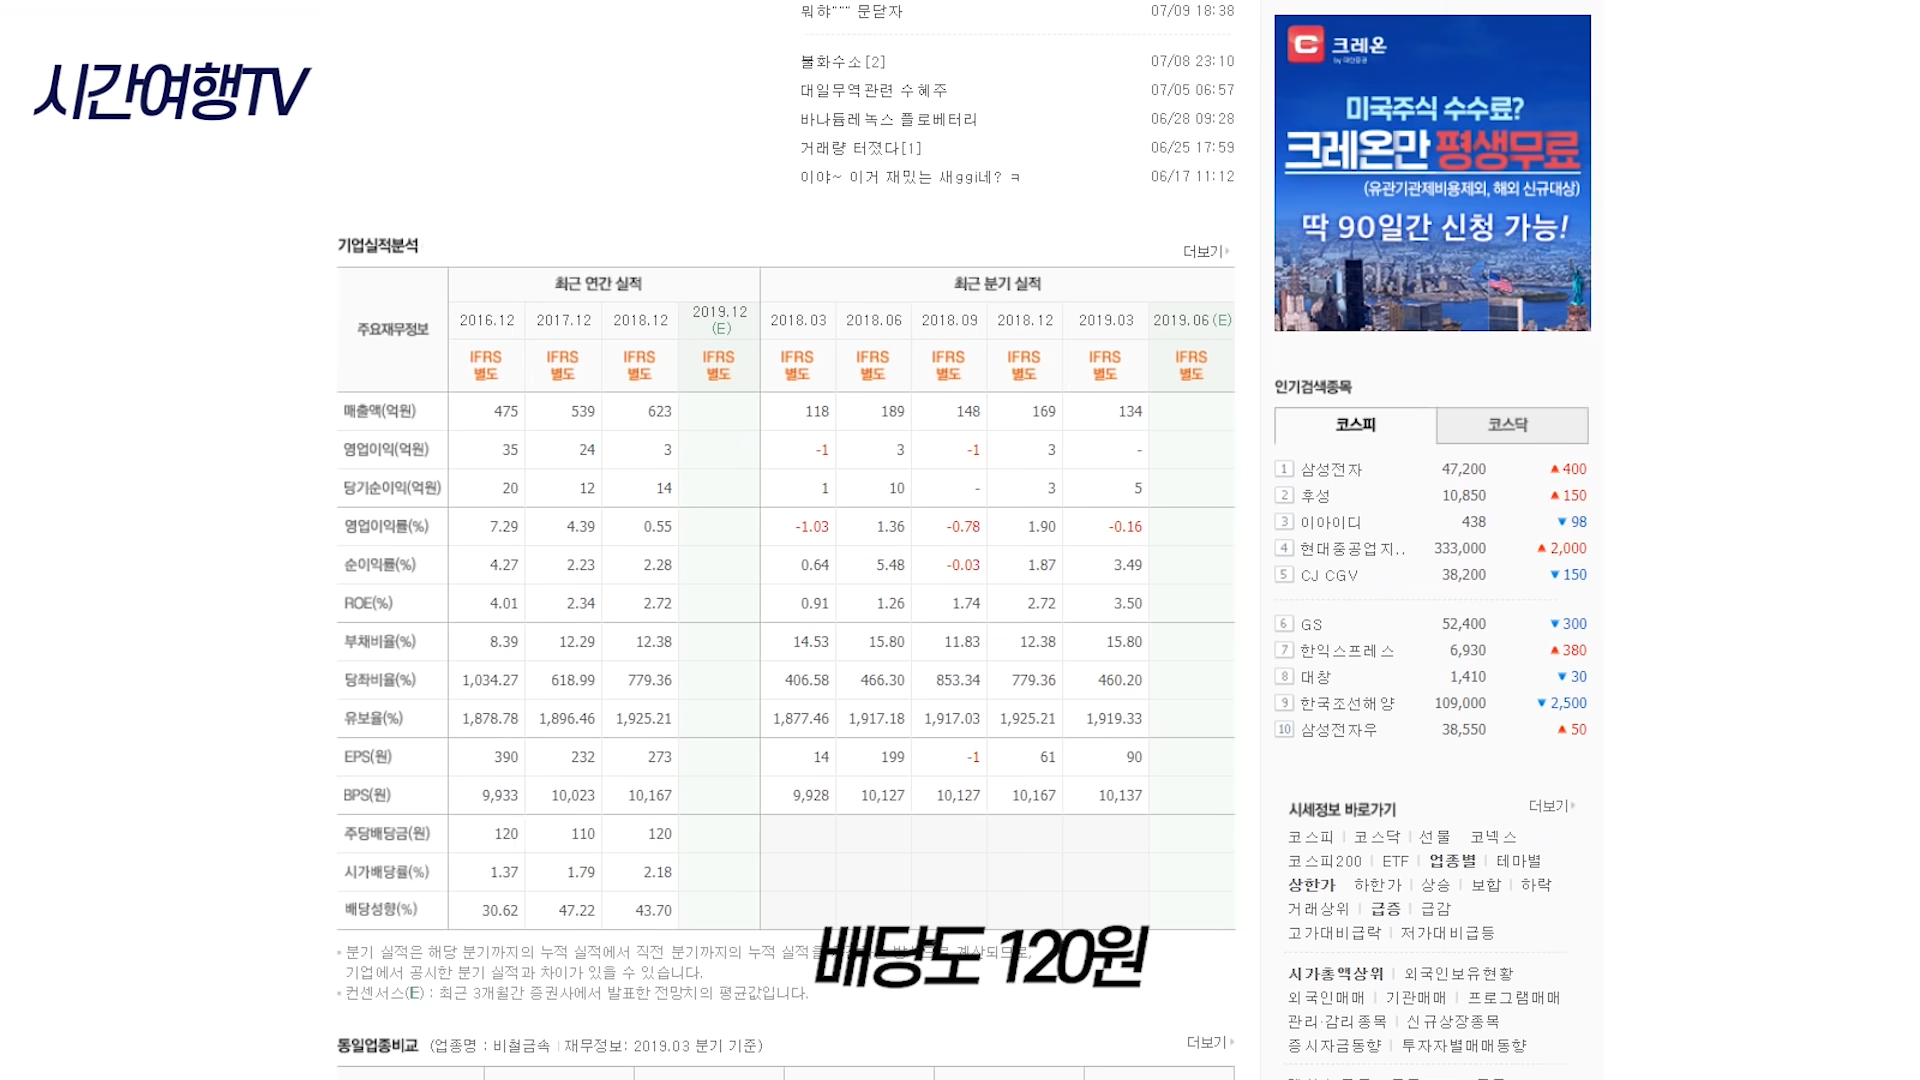 시간여행TV
뭐햐ᅲᅲ 문닫자 07/09 18:38
불화수소[2] 07/08 23:10
대일무역관련 수혜주 07/05 06:57
바나듐레녹스 플로베터리 06/28 09:28
거래량 터졌다[1] 06/25 17:59
이야~ 이거 재밌는 새ggi네? ㅋ 06/17 11:12
기업실적분석 더보기
주요재무정보 최근 연간 실적 최근 분기 실적
2016.12 2017.12 2018.12 2019.12 (E) 2018.03 2018.06 2018.09 2018.12 2019.03 2019.06 (E)
IFRS IFRS IFRS IFRS IFRS IFRS IFRS IFRS IFRS IFRS
별도 별도 별도 별도 별도 별도 별도 별도 별도 별도
매출액(억원) 475 539 623 118 189 148 169 134
영업이익(억원) 35 24 3 -1 3 -1 3 -
당기순이익(억원) 20 12 14 1 10 - 3 5
영업이익률(%) 7.29 4.39 0.55 -1.03 1.36 -0.78 1.90 -0.16
순이익률(%) 4.27 2.23 2.28 0.64 5.48 -0.03 1.87 3.49
ROE(%) 4.01 2.34 2.72 0.91 1.26 1.74 2.72 3.50
부채비율(%) 8.39 12.29 12.38 14.53 15.80 11.83 12.38 15.80
당좌비율(%) 1,034.27 618.99 779.36 406.58 466.30 853.34 779.36 460.20
유보율(%) 1,878.78 1,896.46 1,925.21 1,877.46 1,917.18 1,917.03 1,925.21 1,919.33
EPS(원) 390 232 273 14 199 -1 61 90
BPS(원) 9,933 10,023 10,167 9,928 10,127 10,127 10,167 10,137
주당배당금(원) 120 110 120
시가배당률(%) 1.37 1.79 2.18
배당성향(%) 30.62 47.22 43.70
분기 실적은 해당 분기까지의 누적 실적에서 직전 분기까지의 누적 실적을 계산되므로,
기업에서 공시한 분기 실적과 차이가 있을 수 있습니다.
컨센서스(E) : 최근 3개월간 증권사에서 발표한 전망치의 평균값입니다.
배당도 120원
동일업종비교 (업종명 : 비철금속 | 재무정보: 2019.03 분기 기준) 더보기
C 크레온
by 대신증권
미국주식 수수료?
크레온만 평생무료
(유관기관제비용제외, 해외 신규대상)
딱 90일간 신청 가능!
인기검색종목
코스피 코스닥
1 삼성전자 47,200 ▲400
2 후성 10,850 ▲150
3 이아이디 438 ▼98
4 현대중공업지.. 333,000 ▲2,000
5 CJ CGV 38,200 ▼150
6 GS 52,400 ▼300
7 한익스프레스 6,930 ▲380
8 대창 1,410 ▼30
9 한국조선해양 109,000 ▼2,500
10 삼성전자우 38,550 ▲50
시세정보 바로가기 더보기
코스피 | 코스닥 | 선물 코넥스
코스피200 | ETF | 업종별 | 테마별
상한가 하한가 | 상승 | 보합 | 하락
거래상위 | 급증 | 급감
고가대비급락 | 저가대비급등
시가총액상위 | 외국인보유현황
외국인매매 | 기관매매 | 프로그램매매
관리·감리종목 | 신규상장종목
증시자금동향 | 투자자별매매동향